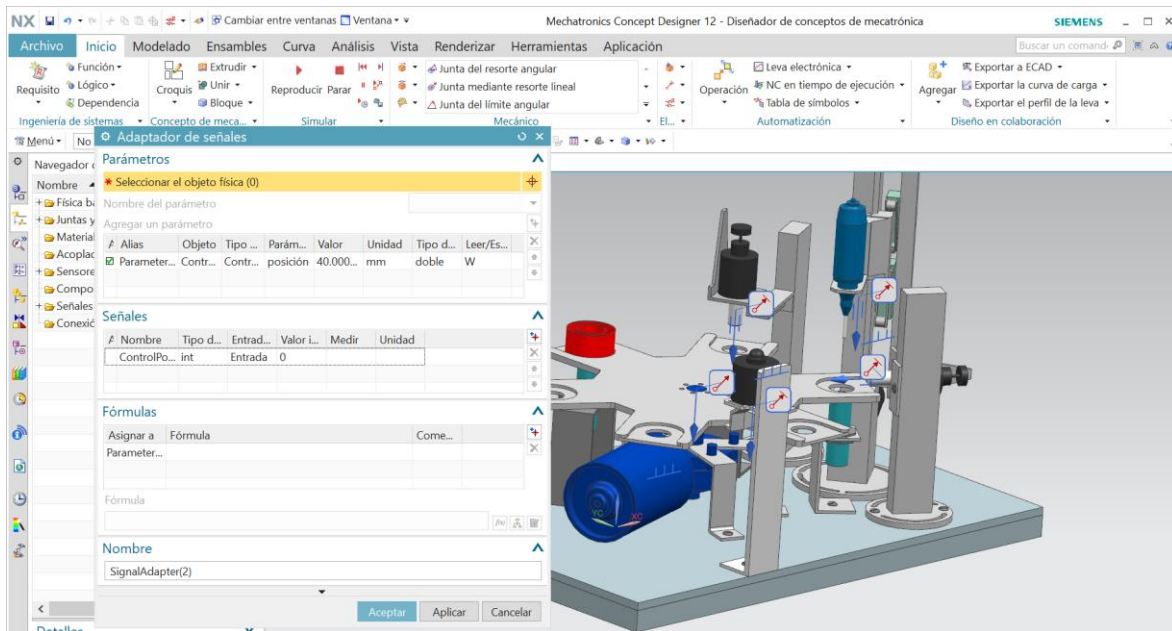 NX Cambiar entre ventanas Ventana Mechatronics Concept Designer 12 - Diseñador de conceptos de mecatrónica SIEMENS
Archivo Inicio Modelado Ensambles Curva Análisis Vista Renderizar Herramientas Aplicación Buscar un comand
Función Extrudir Junta del resorte angular Leva electrónica Exportar a ECAD
Requisito Lógico Croquis Unir Reproducir Parar Junta mediante resorte lineal Operación NC en tiempo de ejecución Agregar Exportar la curva de carga
Dependencia Bloque Junta del límite angular Tabla de símbolos Exportar el perfil de la leva
Ingeniería de sistemas Concepto de meca... Simular Mecánico El... Automatización Diseño en colaboración
Menú No
Adaptador de señales
Navegador
Nombre
+ Física ba
+ Juntas y
Material
Acoplac
+ Sensore
Compo
+ Señales
Conexió
Parámetros
* Seleccionar el objeto física (0)
Nombre del parámetro
Agregar un parámetro
Alias Objeto Tipo ... Parám... Valor Unidad Tipo d... Leer/Es...
Parameter... Contr... Contr... posición 40.000... mm doble W
Señales
Nombre Tipo d... Entrad... Valor i... Medir Unidad
ControlPo... int Entrada 0
Fórmulas
Asignar a Fórmula Come...
Parameter...
Fórmula
Nombre
SignalAdapter(2)
Aceptar Aplicar Cancelar
Detalles
YC XC